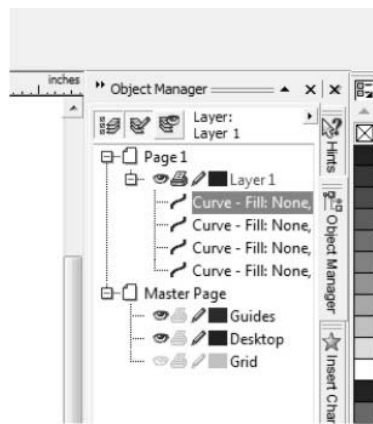 inches
Object Manager
Layer:
Layer 1
Page 1
Layer 1
Curve - Fill: None,
Curve - Fill: None,
Curve - Fill: None,
Curve - Fill: None,
Master Page
Guides
Desktop
Grid
Hints
Object Manager
Insert Char